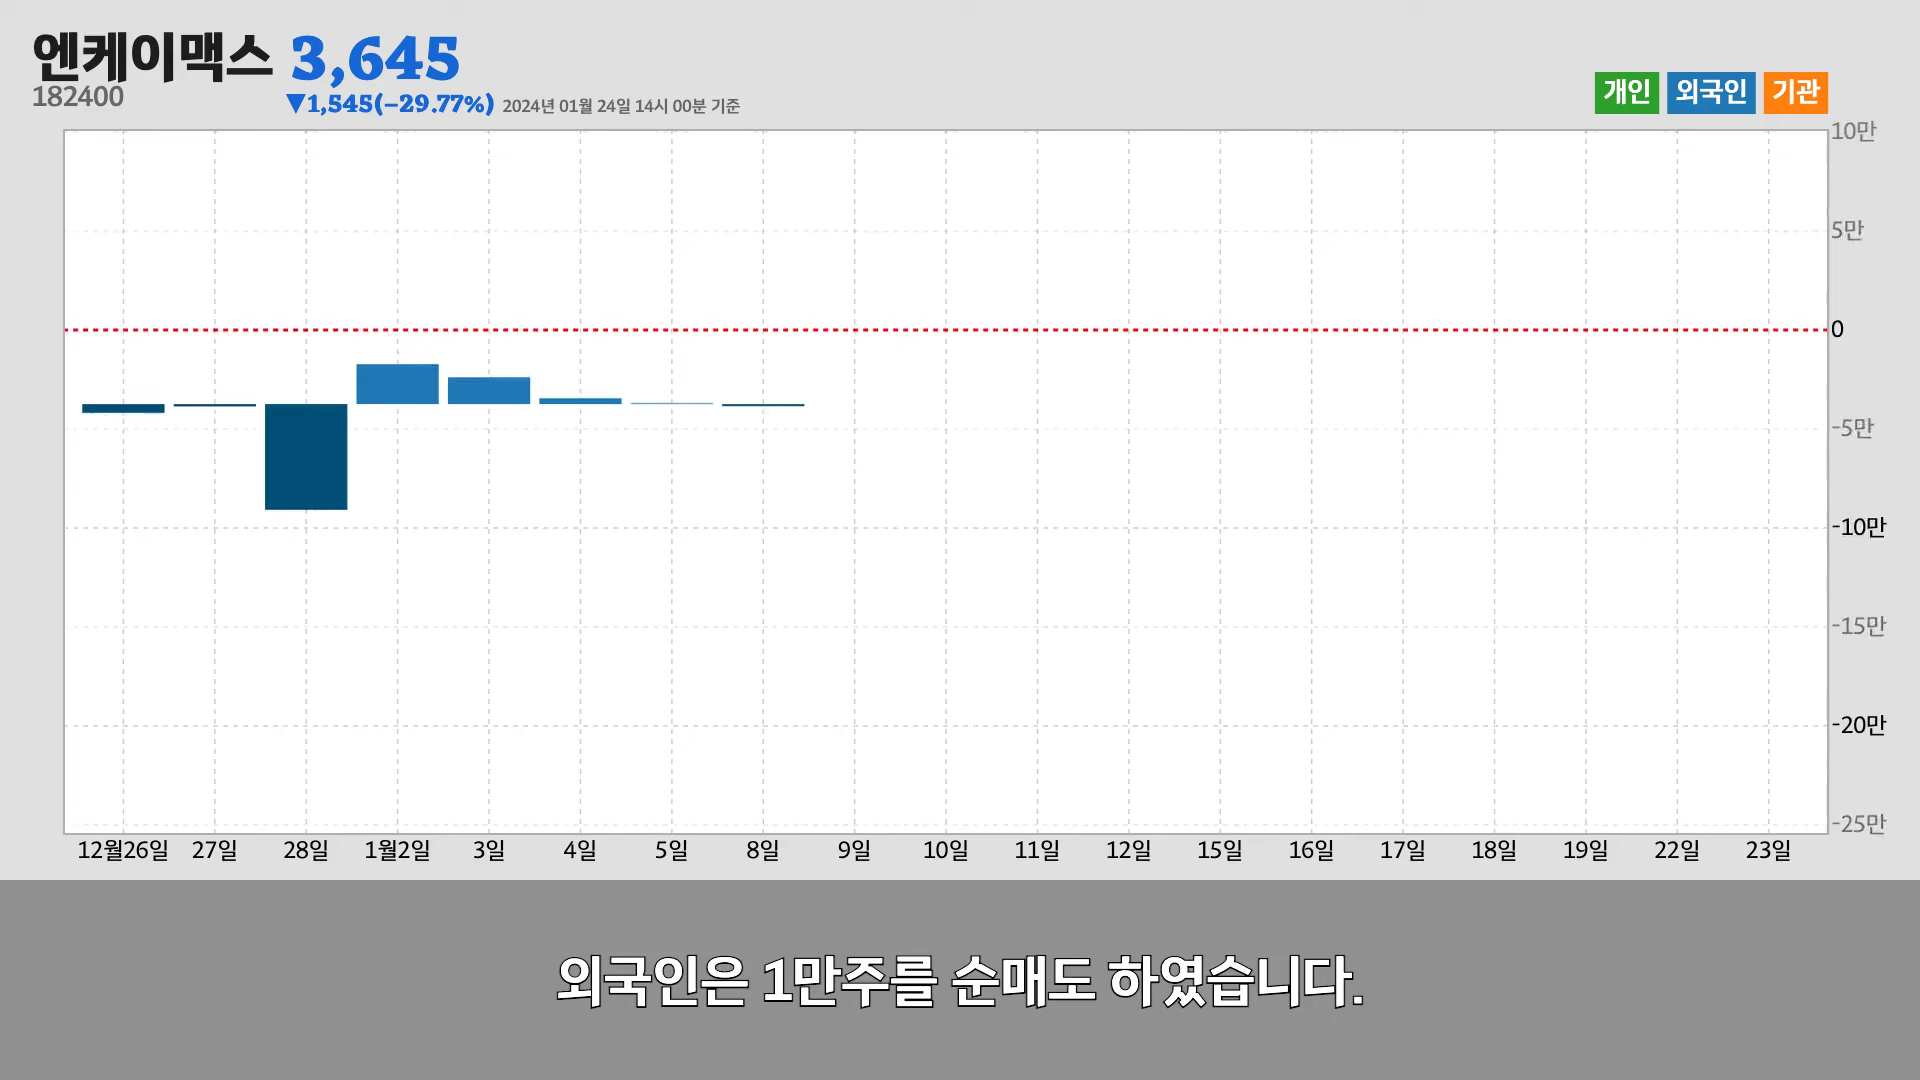 엔케이맥스 3,645
182400
▼1,545(−29.77%) 2024년 01월 24일 14시 00분 기준
개인 외국인 기관
10만
5만
0
-5만
-10만
-15만
-20만
-25만
12월26일 27일 28일 1월2일 3일 4일 5일 8일 9일 10일 11일 12일 15일 16일 17일 18일 19일 22일 23일
외국인은 1만주를 순매도 하였습니다.